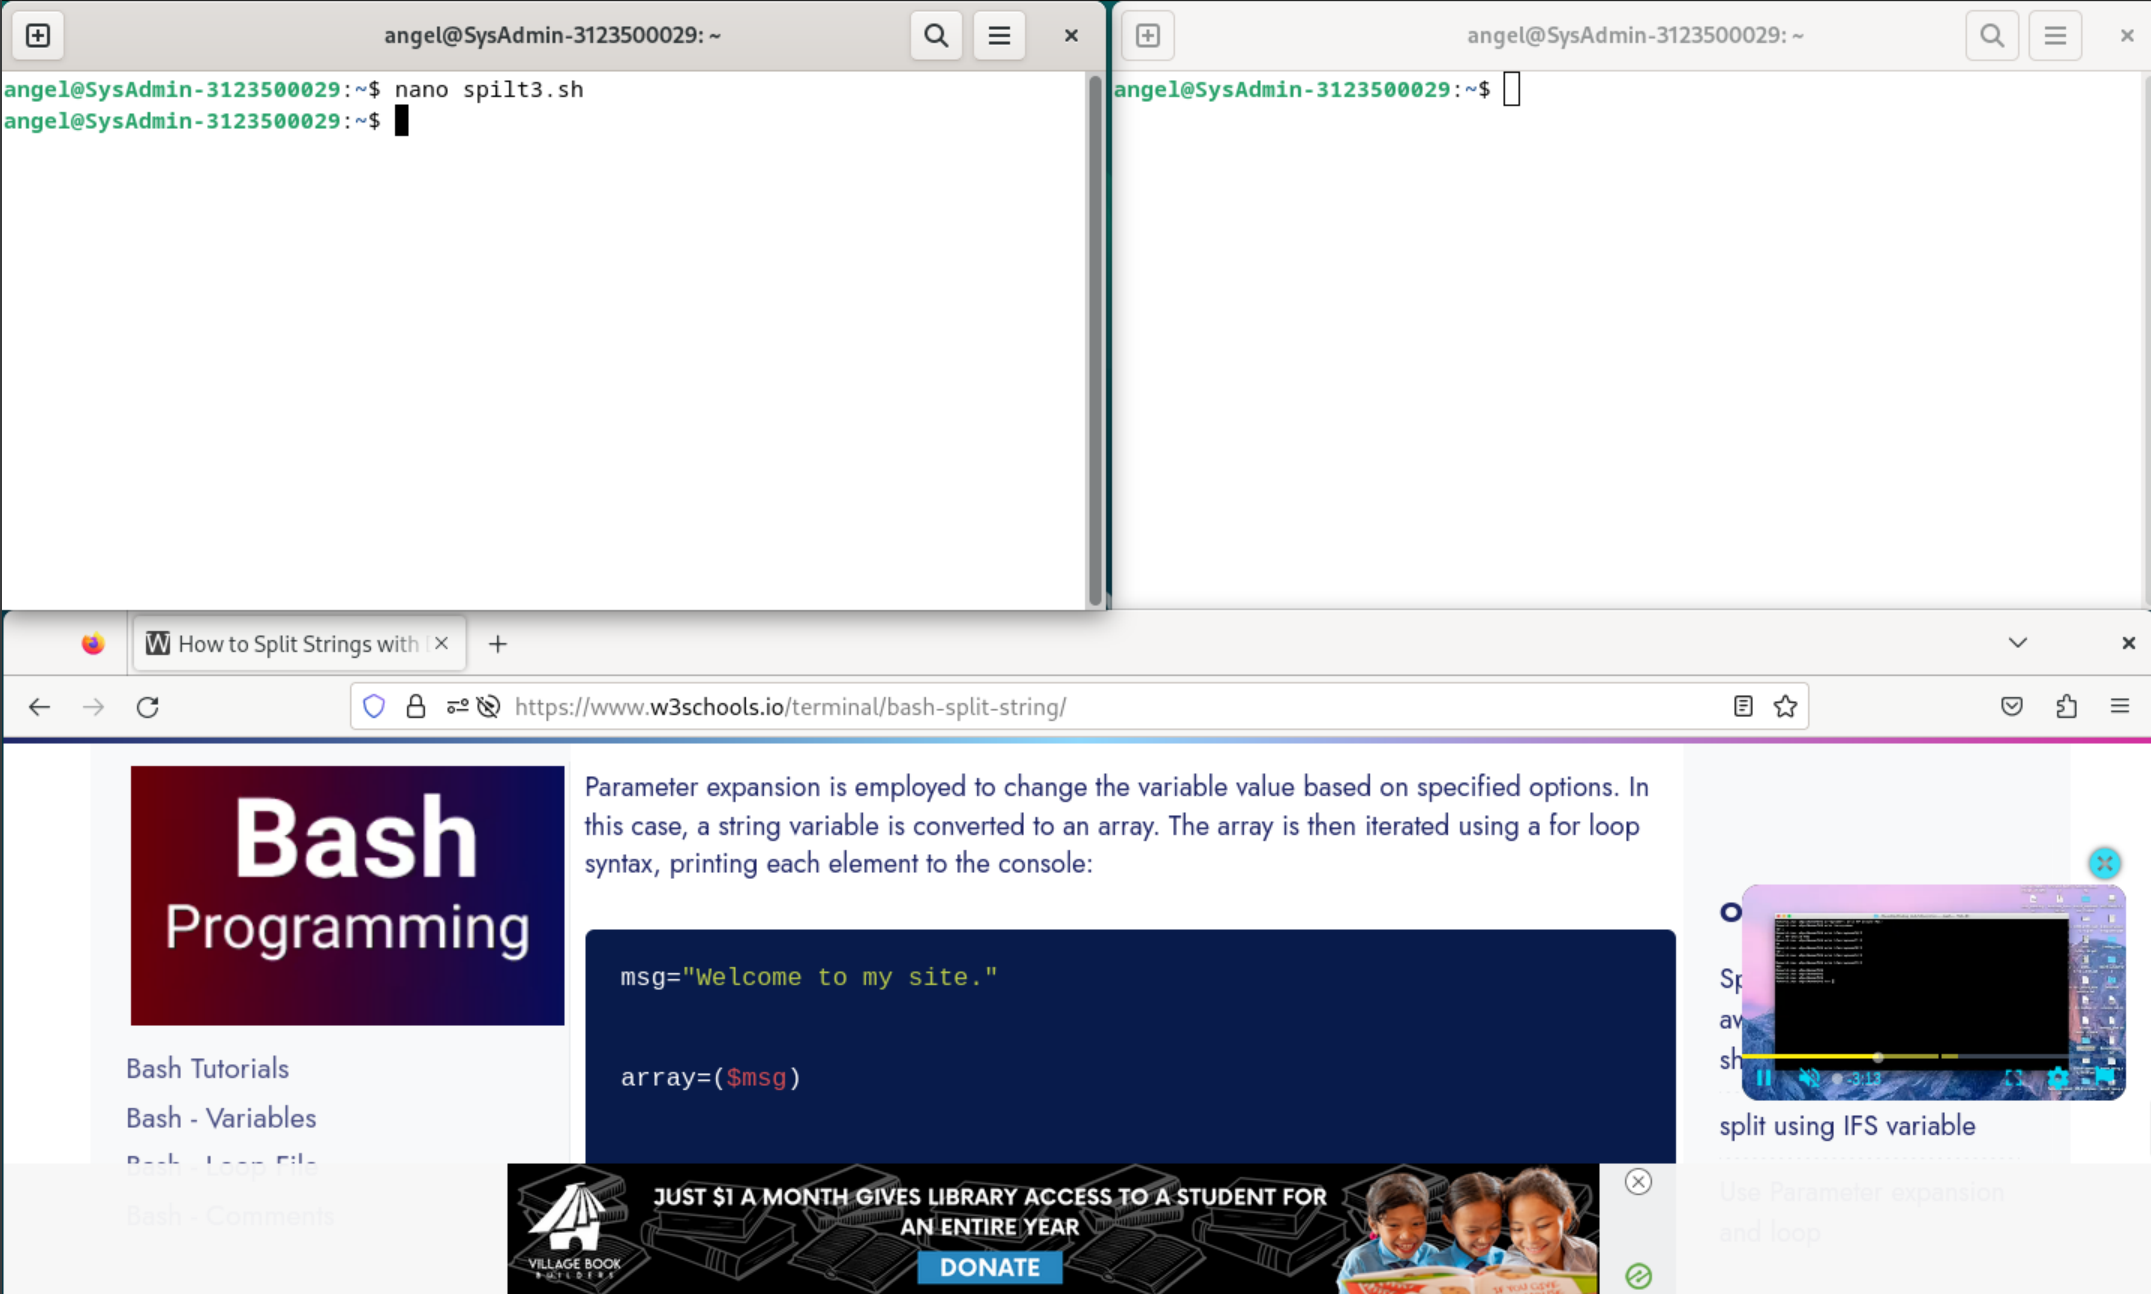 angel@SysAdmin-3123500029: ~
angel@SysAdmin-3123500029:~$ nano spilt3.sh
angel@SysAdmin-3123500029:~$
angel@SysAdmin-3123500029: ~
angel@SysAdmin-3123500029:~$
How to Split Strings with
https://www.w3schools.io/terminal/bash-split-string/
Bash
Programming
Bash Tutorials
Bash - Variables
Bash - Loop File
Bash - Comments
Parameter expansion is employed to change the variable value based on specified options. In
this case, a string variable is converted to an array. The array is then iterated using a for loop
syntax, printing each element to the console:
msg="Welcome to my site."
array=($msg)
-3:13
split using IFS variable
Use Parameter expansion
and loop
VILLAGE BOOK
BUILDERS
JUST $1 A MONTH GIVES LIBRARY ACCESS TO A STUDENT FOR
AN ENTIRE YEAR
DONATE